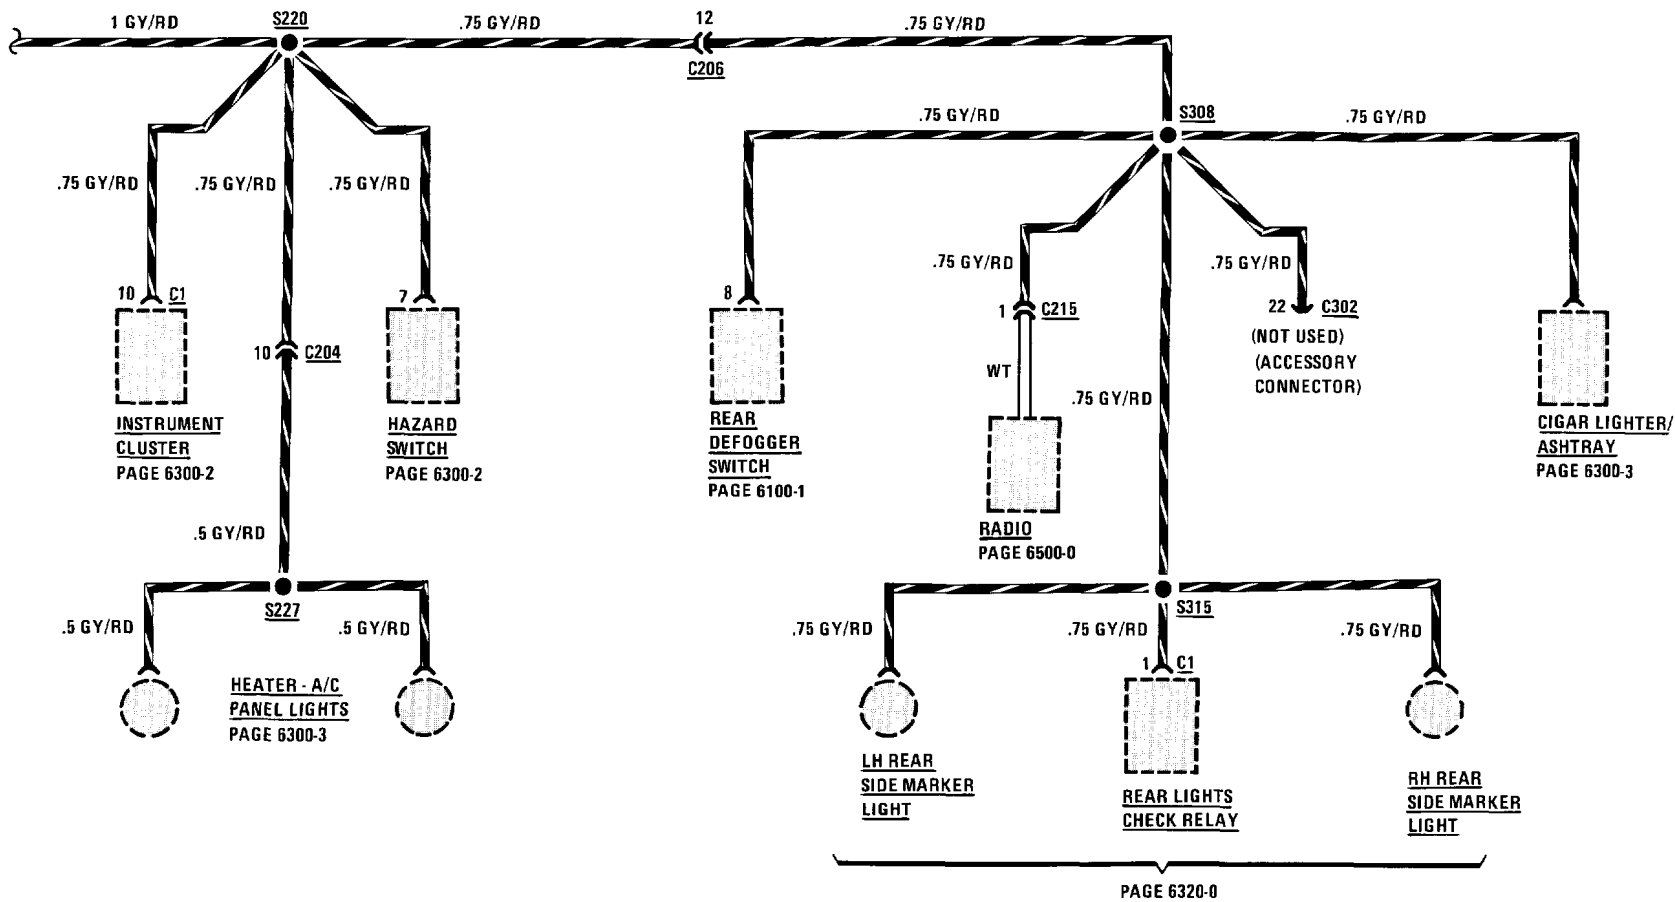 1 GY/RD
S220
.75 GY/RD
12
C206
.75 GY/RD
S308
.75 GY/RD
.75 GY/RD
.75 GY/RD
.75 GY/RD
.75 GY/RD
.75 GY/RD
.75 GY/RD
10 C1
7
8
1 C215
22 C302
(NOT USED)
(ACCESSORY
CONNECTOR)
10 C204
WT
.75 GY/RD
INSTRUMENT
CLUSTER
PAGE 6300-2
HAZARD
SWITCH
PAGE 6300-2
REAR
DEFOGGER
SWITCH
PAGE 6100-1
RADIO
PAGE 6500-0
CIGAR LIGHTER/
ASHTRAY
PAGE 6300-3
.5 GY/RD
S227
S315
.5 GY/RD
.5 GY/RD
.75 GY/RD
.75 GY/RD
.75 GY/RD
1 C1
HEATER - A/C
PANEL LIGHTS
PAGE 6300-3
LH REAR
SIDE MARKER
LIGHT
REAR LIGHTS
CHECK RELAY
RH REAR
SIDE MARKER
LIGHT
PAGE 6320-0